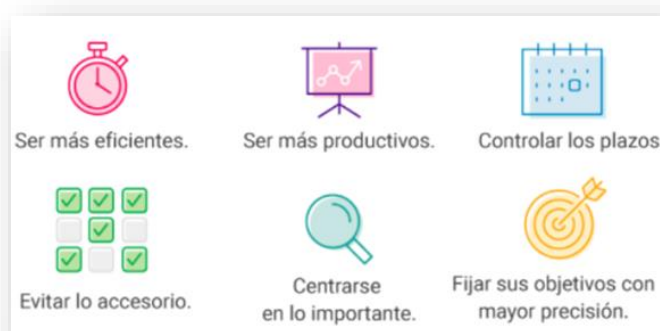 Ser más eficientes.
Ser más productivos.
Controlar los plazos
Evitar lo accesorio.
Centrarse
en lo importante.
Fijar sus objetivos con
mayor precisión.